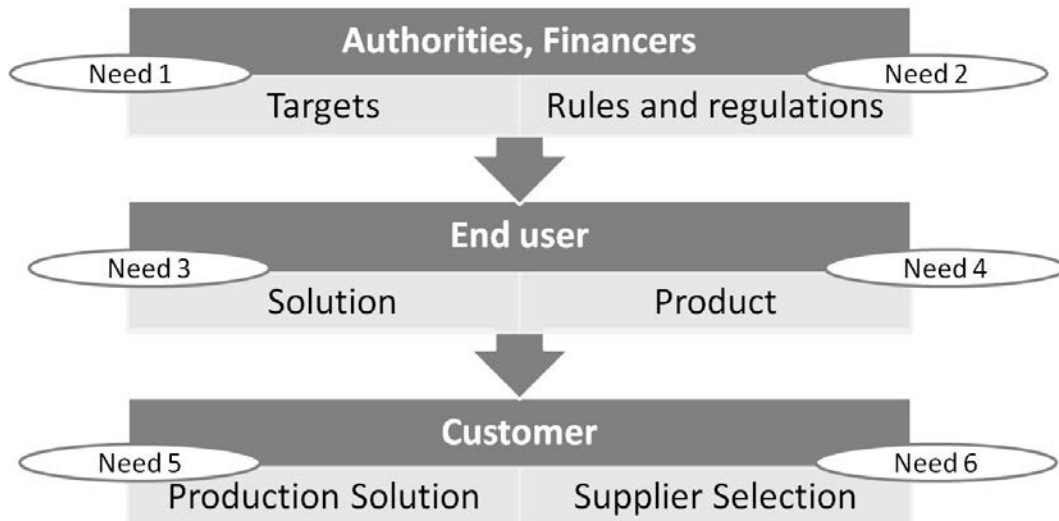 Authorities, Financers
Need 1
Need 2
Targets
Rules and regulations
End user
Need 3
Need 4
Solution
Product
Customer
Need 5
Need 6
Production Solution
Supplier Selection